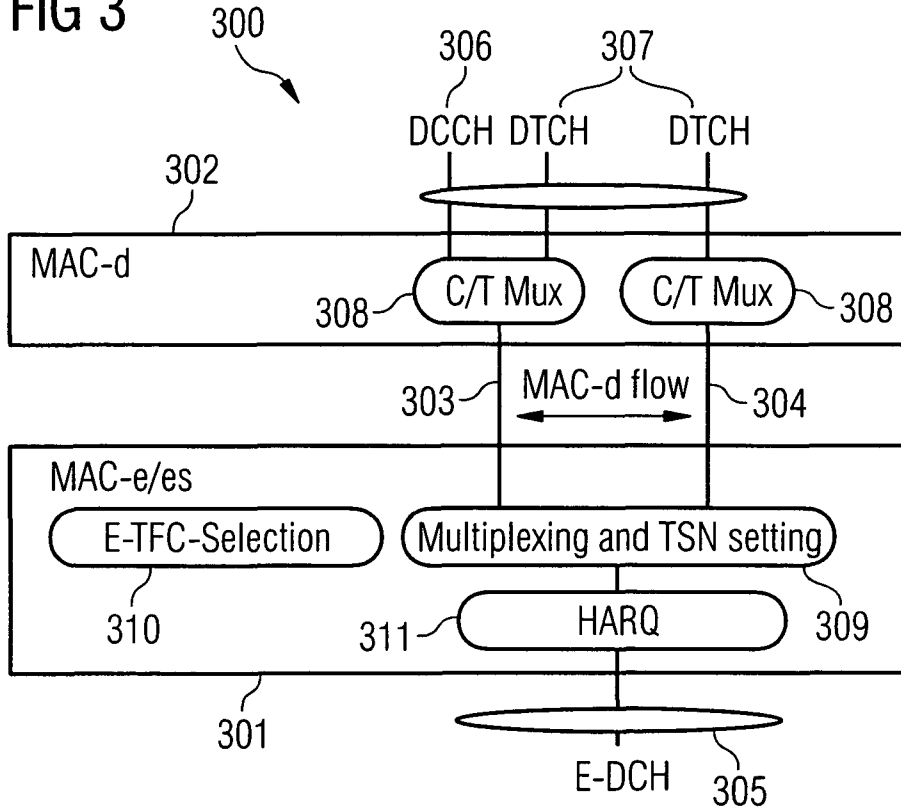 FIG 3
300
306
307
DCCH DTCH DTCH
302
MAC-d
308 C/T Mux C/T Mux 308
303 MAC-d flow 304
MAC-e/es
E-TFC-Selection Multiplexing and TSN setting
310 311 HARQ 309
301
E-DCH 305